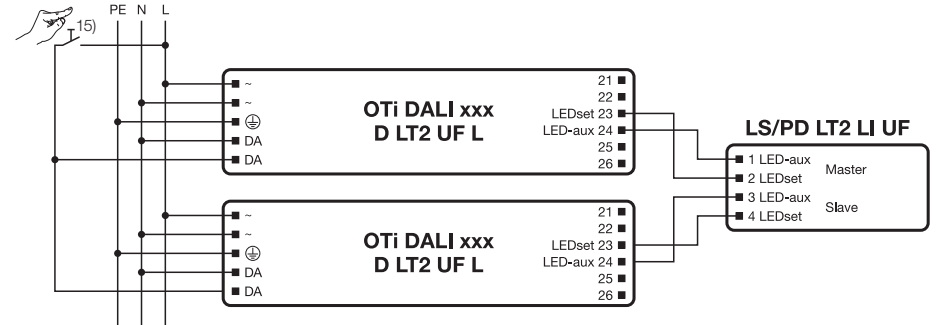 PE N L
15)
~
~
DA
DA
OTi DALI xxx
D LT2 UF L
21
22
LEDset 23
LED-aux 24
25
26
LS/PD LT2 LI UF
1 LED-aux
2 LEDset
Master
3 LED-aux
4 LEDset
Slave
~
~
DA
DA
OTi DALI xxx
D LT2 UF L
21
22
LEDset 23
LED-aux 24
25
26